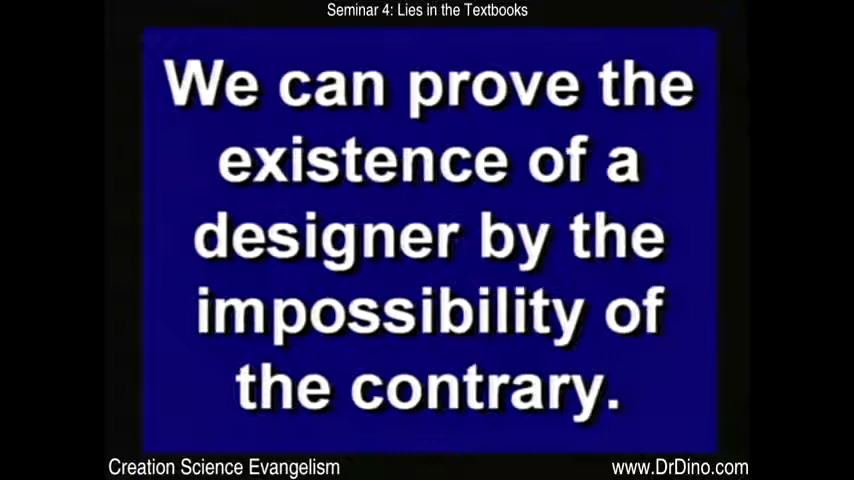 Seminar 4: Lies in the Textbooks
We can prove the
existence of a
designer by the
impossibility of
the contrary.
Creation Science Evangelism
www.DrDino.com